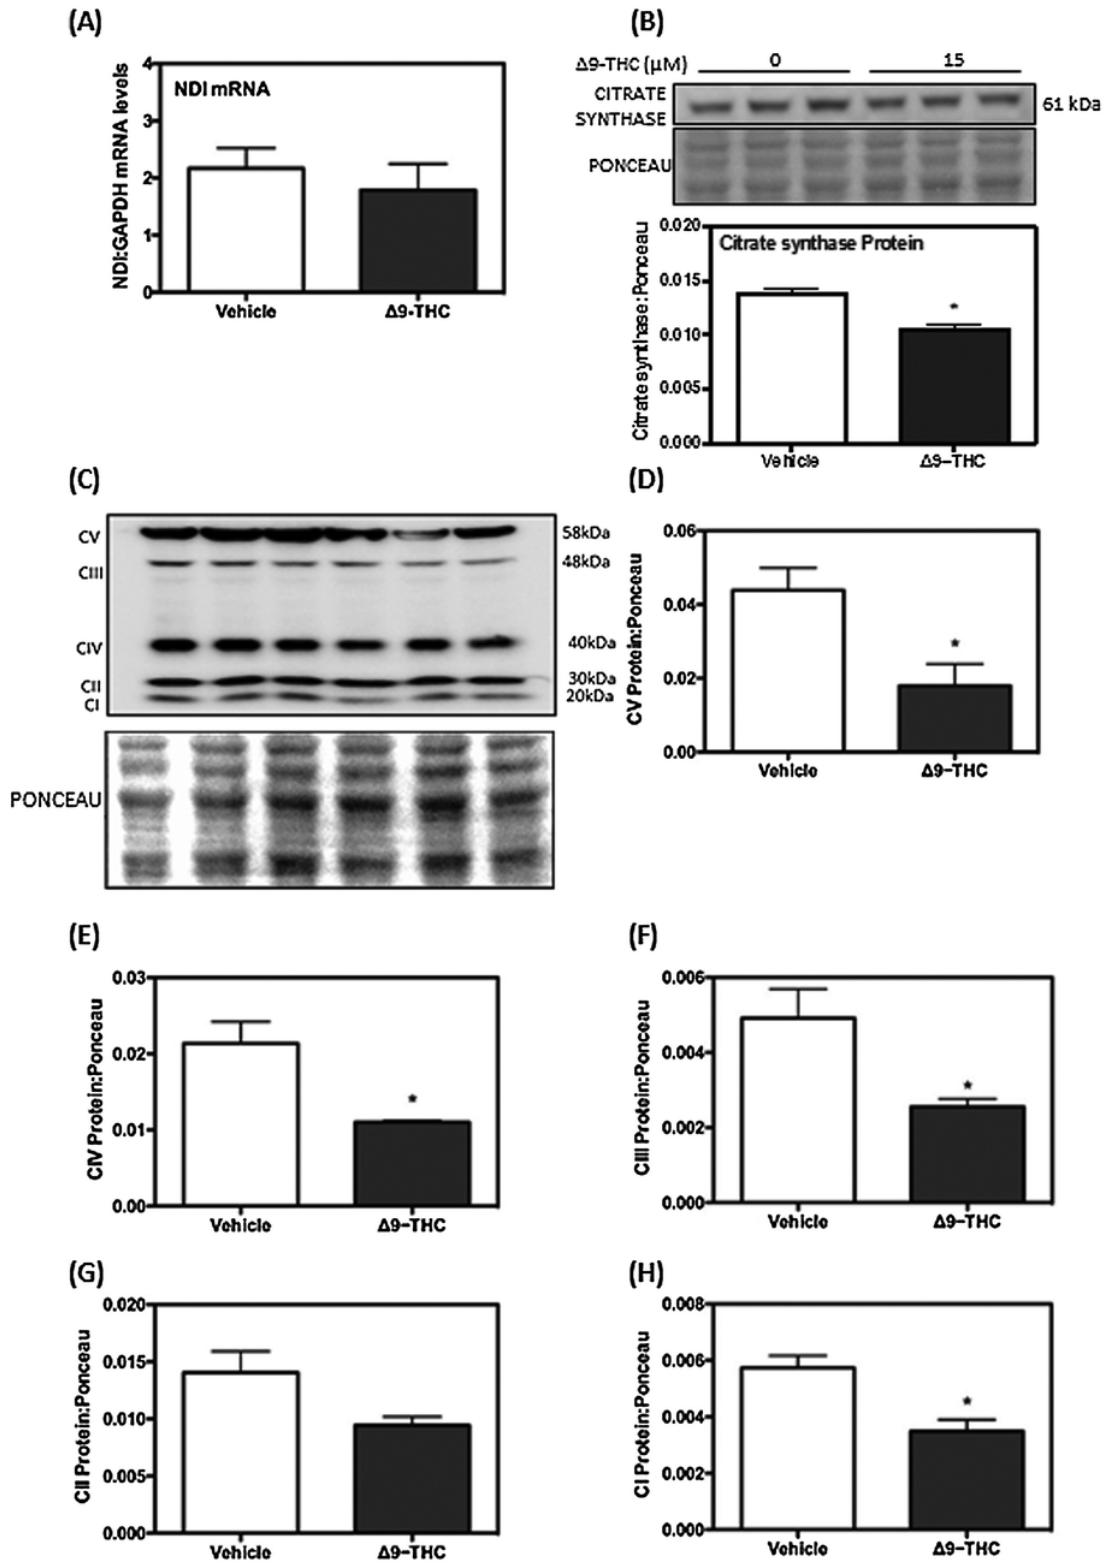 (A)
4
3
2
1
0
NDI:GAPDH mRNA levels
NDI mRNA
Vehicle
Δ9-THC
(B)
Δ9-THC (µM)
0
15
CITRATE
SYNTHASE
61 kDa
PONCEAU
0.020
0.015
0.010
0.005
0.000
Citrate synthase:Ponceau
Citrate synthase Protein
*
Vehicle
Δ9-THC
(C)
CV
CIII
CIV
CII
CI
58kDa
48kDa
40kDa
30kDa
20kDa
PONCEAU
(D)
0.06
0.04
0.02
0.00
CV Protein:Ponceau
*
Vehicle
Δ9-THC
(E)
0.03
0.02
0.01
0.00
CIV Protein:Ponceau
*
Vehicle
Δ9-THC
(F)
0.006
0.004
0.002
0.000
CIII Protein:Ponceau
*
Vehicle
Δ9-THC
(G)
0.020
0.015
0.010
0.005
0.000
CII Protein:Ponceau
Vehicle
Δ9-THC
(H)
0.008
0.006
0.004
0.002
0.000
CI Protein:Ponceau
*
Vehicle
Δ9-THC